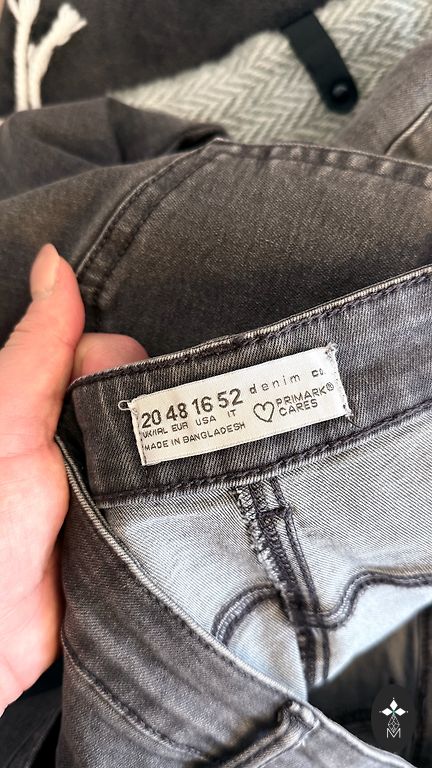 20 48 16 52 denim co.
UK/IRL EUR USA IT
MADE IN BANGLADESH
PRIMARK®
CARES
M